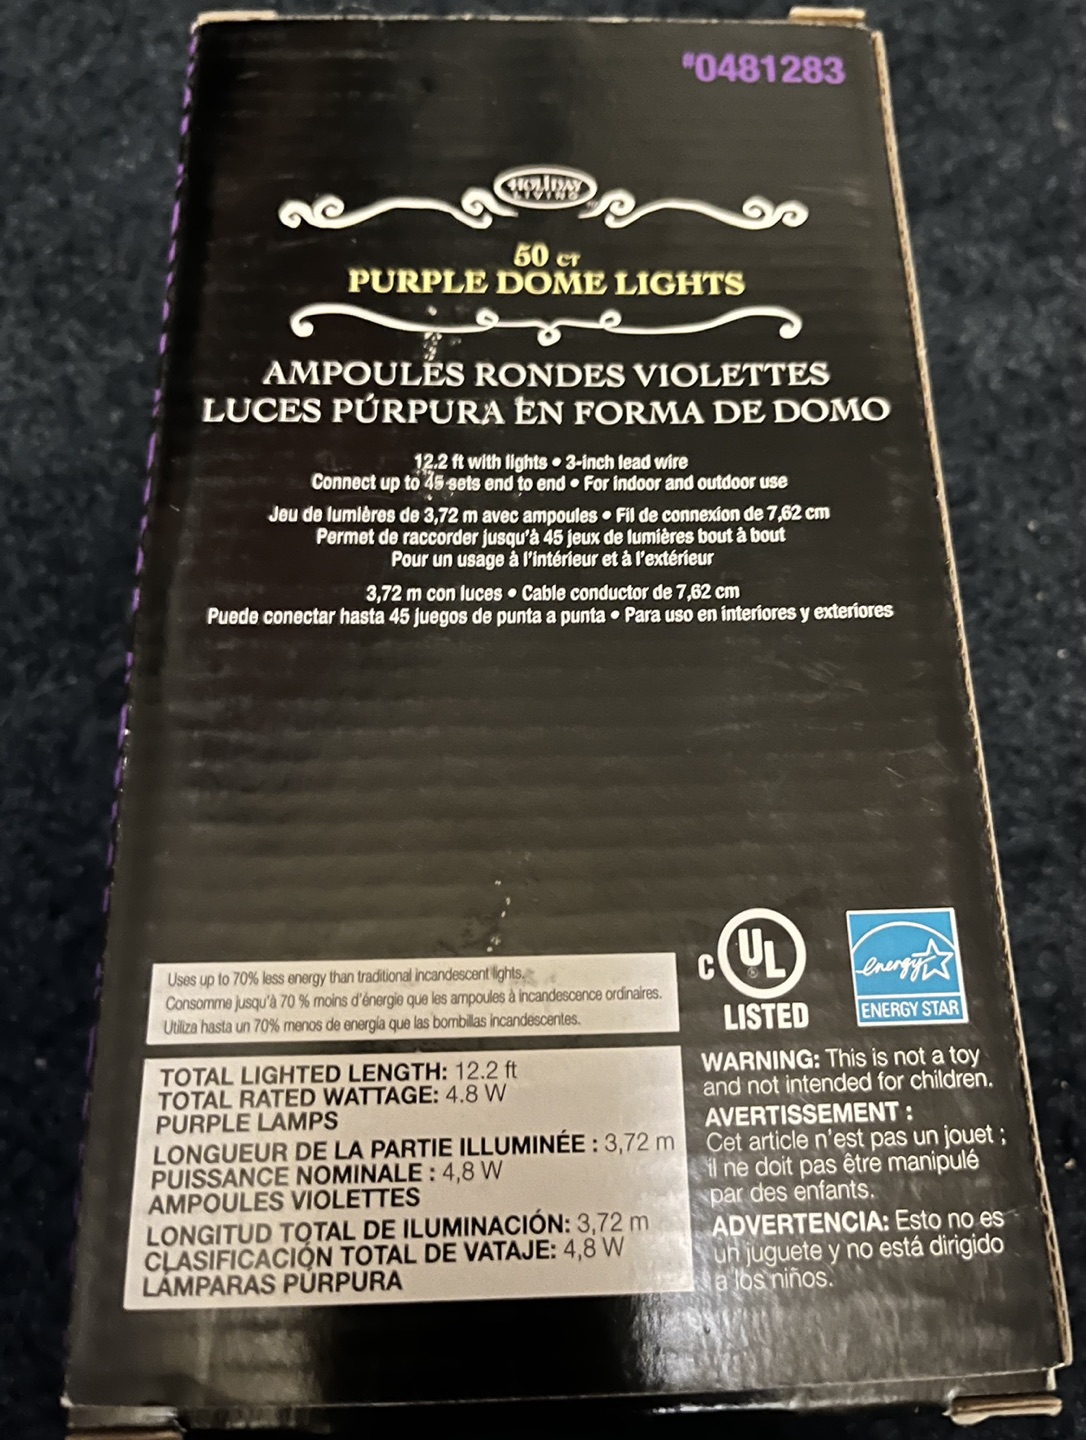 #0481283
HOLIDAY
LIVING
50 CT
PURPLE DOME LIGHTS
AMPOULES RONDES VIOLETTES
LUCES PÚRPURA EN FORMA DE DOMO
12.2 ft with lights • 3-inch lead wire
Connect up to 45 sets end to end • For indoor and outdoor use
Jeu de lumières de 3,72 m avec ampoules • Fil de connexion de 7,62 cm
Permet de raccorder jusqu'à 45 jeux de lumières bout à bout
Pour un usage à l'intérieur et à l'extérieur
3,72 m con luces • Cable conductor de 7,62 cm
Puede conectar hasta 45 juegos de punta a punta • Para uso en interiores y exteriores
Uses up to 70% less energy than traditional incandescent lights.
Consomme jusqu'à 70 % moins d'énergie que les ampoules à incandescence ordinaires.
Utiliza hasta un 70% menos de energía que las bombillas incandescentes.
TOTAL LIGHTED LENGTH: 12.2 ft
TOTAL RATED WATTAGE: 4.8 W
PURPLE LAMPS
LONGUEUR DE LA PARTIE ILLUMINÉE : 3,72 m
PUISSANCE NOMINALE : 4,8 W
AMPOULES VIOLETTES
LONGITUD TOTAL DE ILUMINACIÓN: 3,72 m
CLASIFICACIÓN TOTAL DE VATAJE: 4,8 W
LÁMPARAS PÚRPURA
C UL ®
LISTED
energy
ENERGY STAR
WARNING: This is not a toy
and not intended for children.
AVERTISSEMENT :
Cet article n'est pas un jouet ;
il ne doit pas être manipulé
par des enfants.
ADVERTENCIA: Esto no es
un juguete y no está dirigido
a los niños.